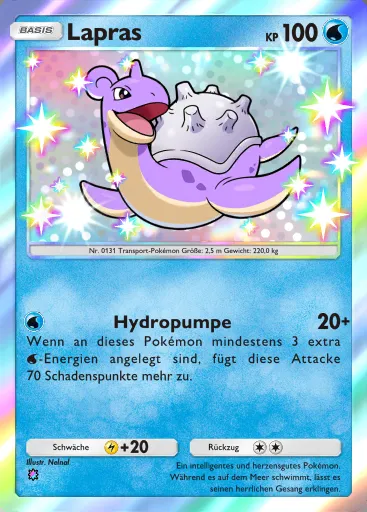 BASIS Lapras KP 100
Nr. 0131 Transport-Pokémon Größe: 2,5 m Gewicht: 220,0 kg
Hydropumpe 20+
Wenn an dieses Pokémon mindestens 3 extra
-Energien angelegt sind, fügt diese Attacke
70 Schadenspunkte mehr zu.
Schwäche +20 Rückzug
Illustr. Nainai
Ein intelligentes und herzensgutes Pokémon.
Während es auf dem Meer schwimmt, lässt es
seinen herrlichen Gesang erklingen.